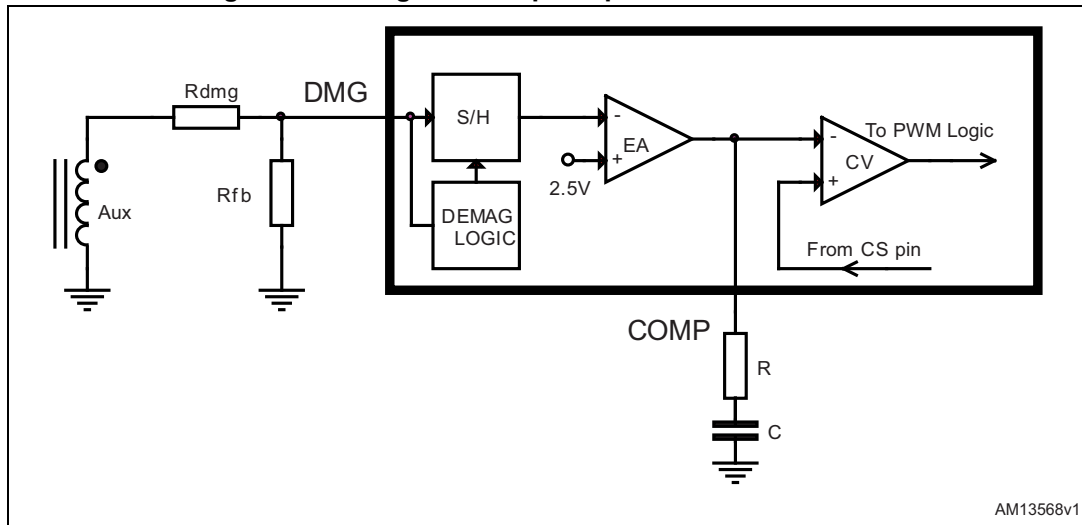 DMG
Rdmg
S/H
-
EA
+
2.5V
-
CV
+
To PWM Logic
Aux
Rfb
DEMAG
LOGIC
From CS pin
COMP
R
C
AM13568v1